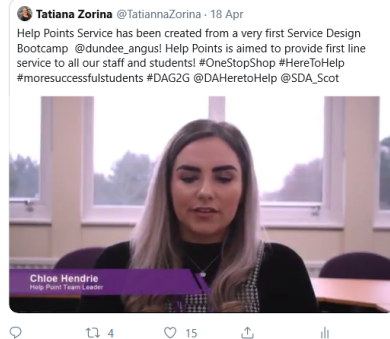 Tatiana Zorina @TatiannaZorina · 18 Apr
Help Points Service has been created from a very first Service Design
Bootcamp @dundee_angus! Help Points is aimed to provide first line
service to all our staff and students! #OneStopShop #HereToHelp
#moresuccessfulstudents #DAG2G @DAHeretoHelp @SDA_Scot
Chloe Hendrie
Help Point Team Leader
4
15